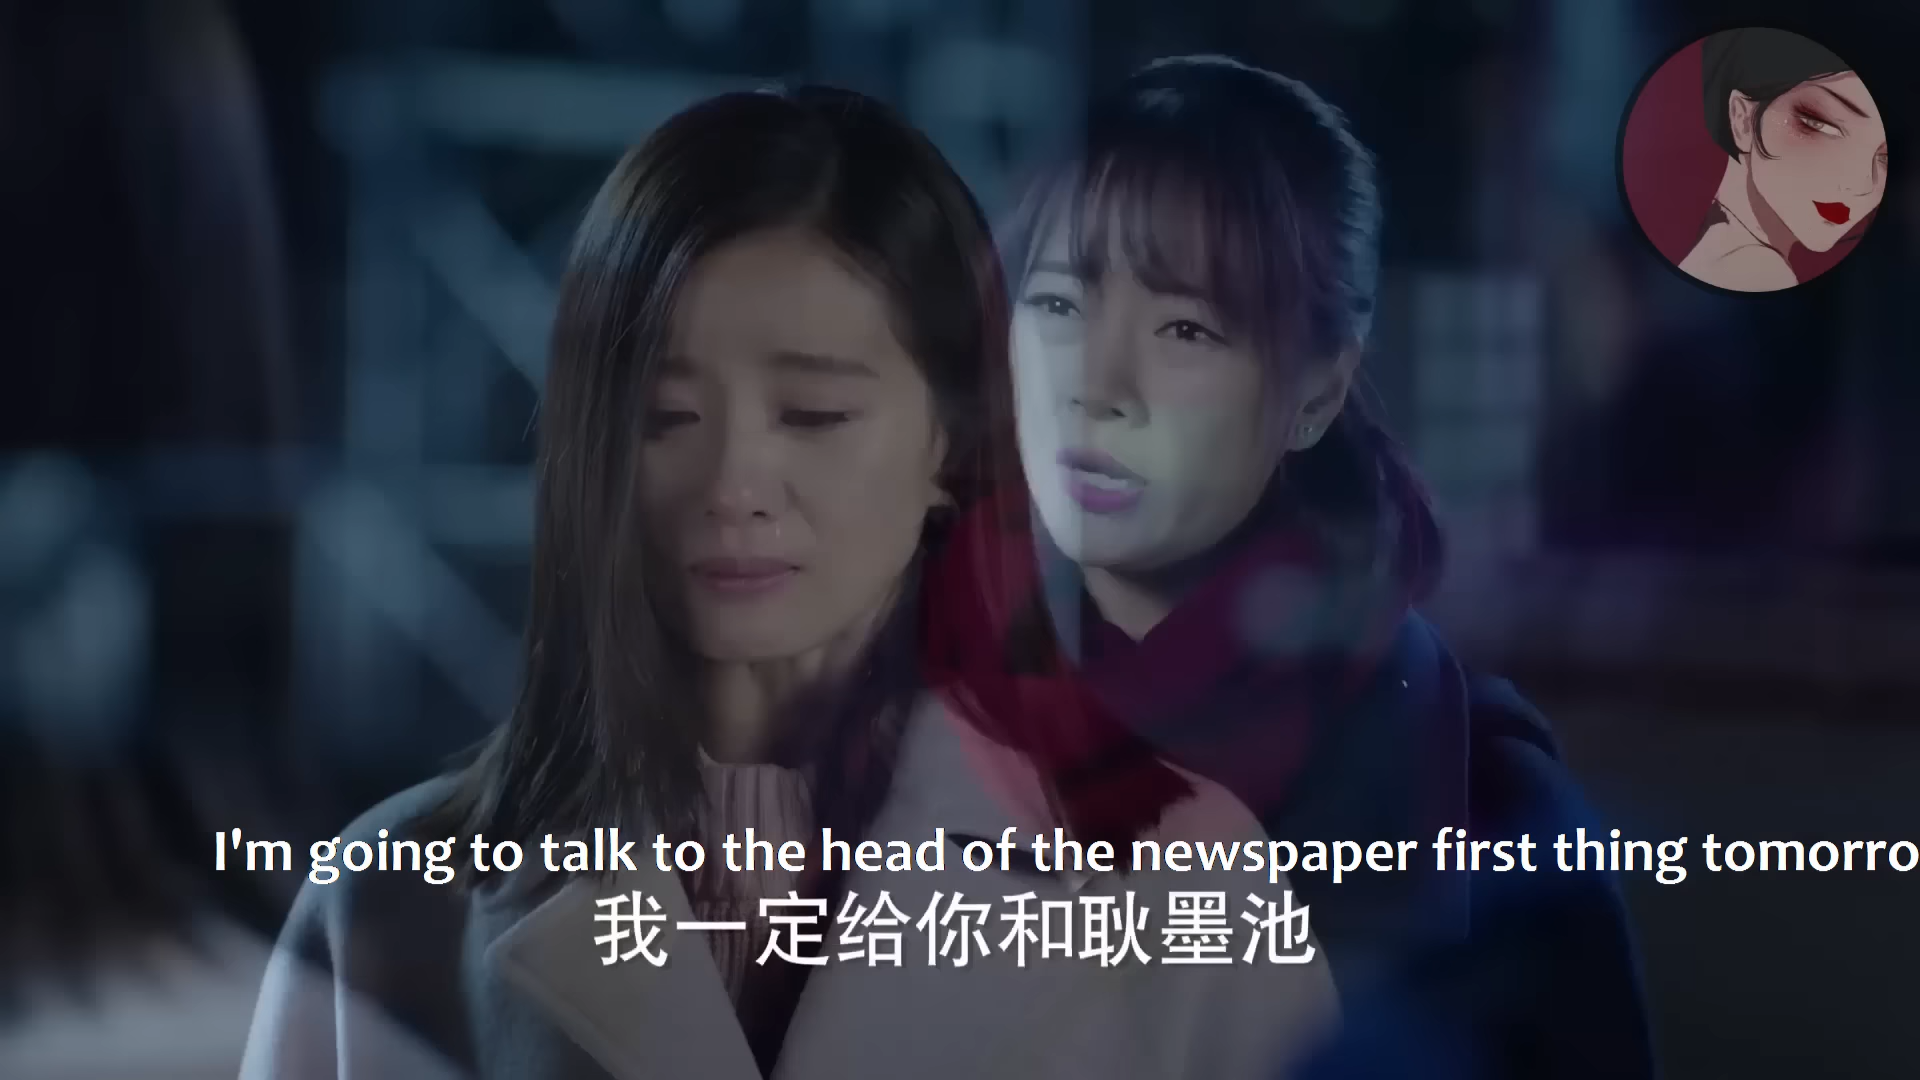 I'm going to talk to the head of the newspaper first thing tomorro
我一定给你和耿墨池